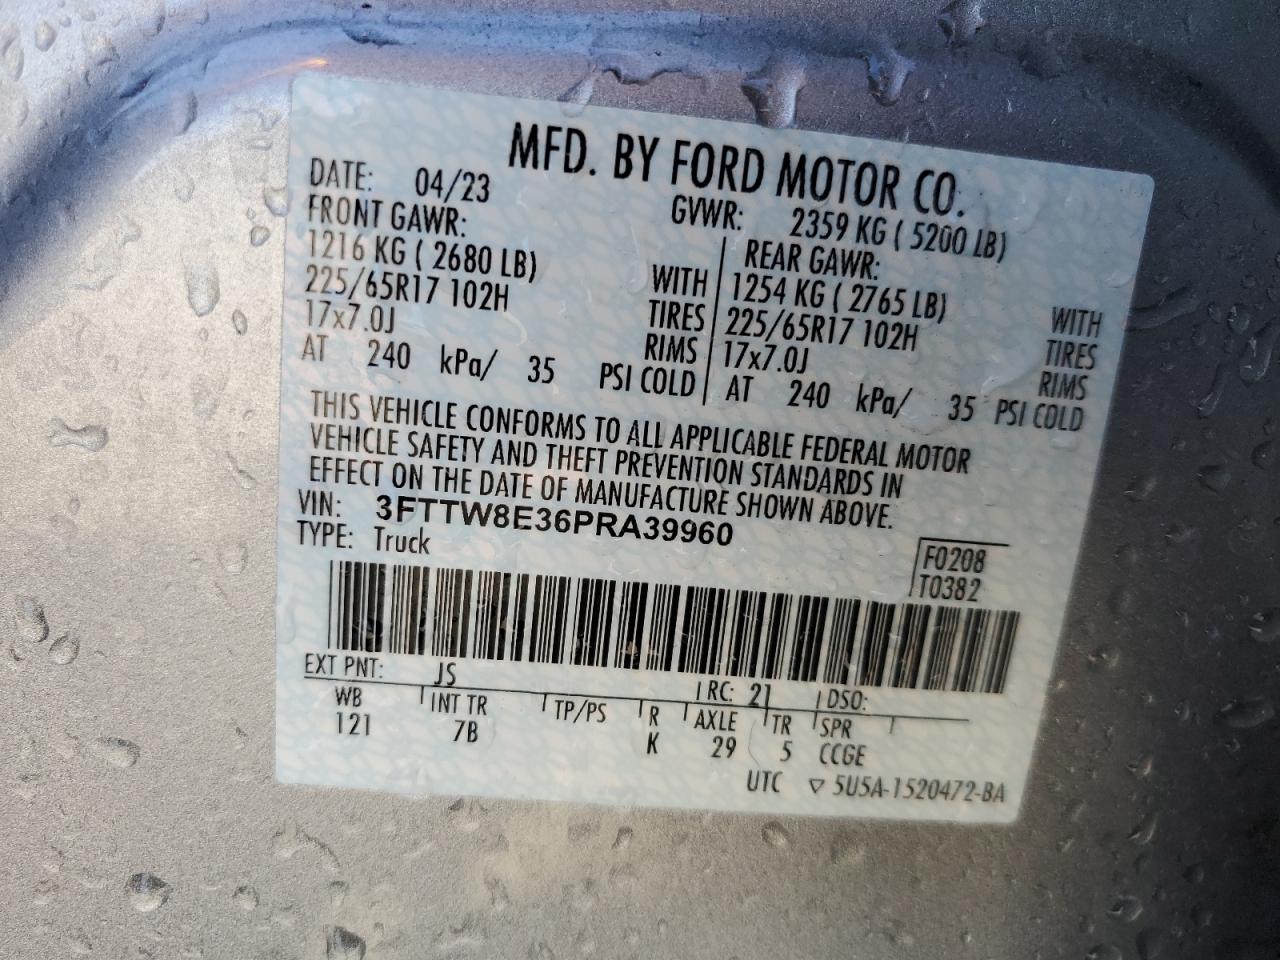 MFD. BY FORD MOTOR CO.
DATE: 04/23 GVWR: 2359 KG ( 5200 LB)
FRONT GAWR: REAR GAWR:
1216 KG ( 2680 LB) WITH 1254 KG ( 2765 LB) WITH
225/65R17 102H TIRES 225/65R17 102H TIRES
17x7.0J RIMS 17x7.0J RIMS
AT 240 kPa/ 35 PSI COLD AT 240 kPa/ 35 PSI COLD
THIS VEHICLE CONFORMS TO ALL APPLICABLE FEDERAL MOTOR
VEHICLE SAFETY AND THEFT PREVENTION STANDARDS IN
EFFECT ON THE DATE OF MANUFACTURE SHOWN ABOVE.
VIN: 3FTTW8E36PRA39960
TYPE: Truck
F0208
T0382
EXT PNT: JS RC: 21 DSO:
WB INT TR TP/PS R AXLE TR SPR
121 7B K 29 5 CCGE
UTC ▽ 5U5A-1520472-BA